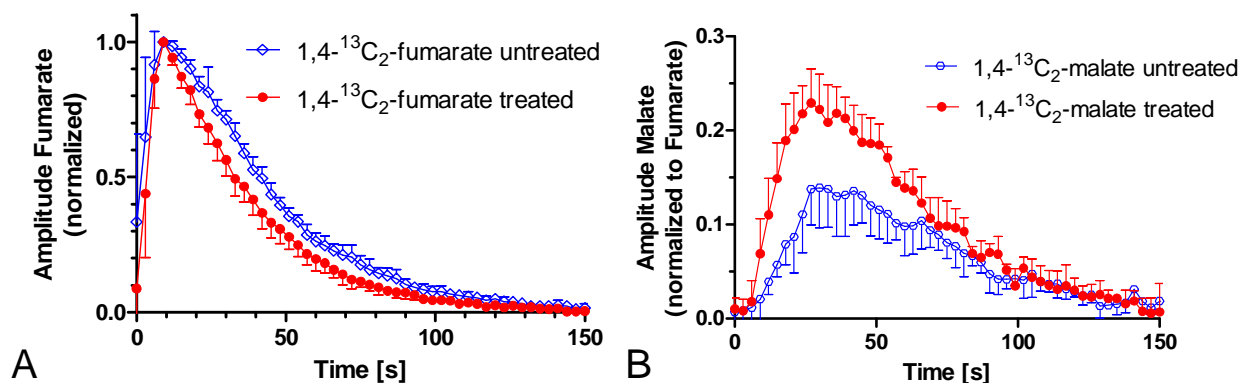 Amplitude Fumarate
(normalized)
1.0
0.5
0.0
1,4-¹³C₂-fumarate untreated
1,4-¹³C₂-fumarate treated
0
50
100
150
Time [s]
A
Amplitude Malate
(normalized to Fumarate)
0.3
0.2
0.1
0.0
1,4-¹³C₂-malate untreated
1,4-¹³C₂-malate treated
0
50
100
150
Time [s]
B